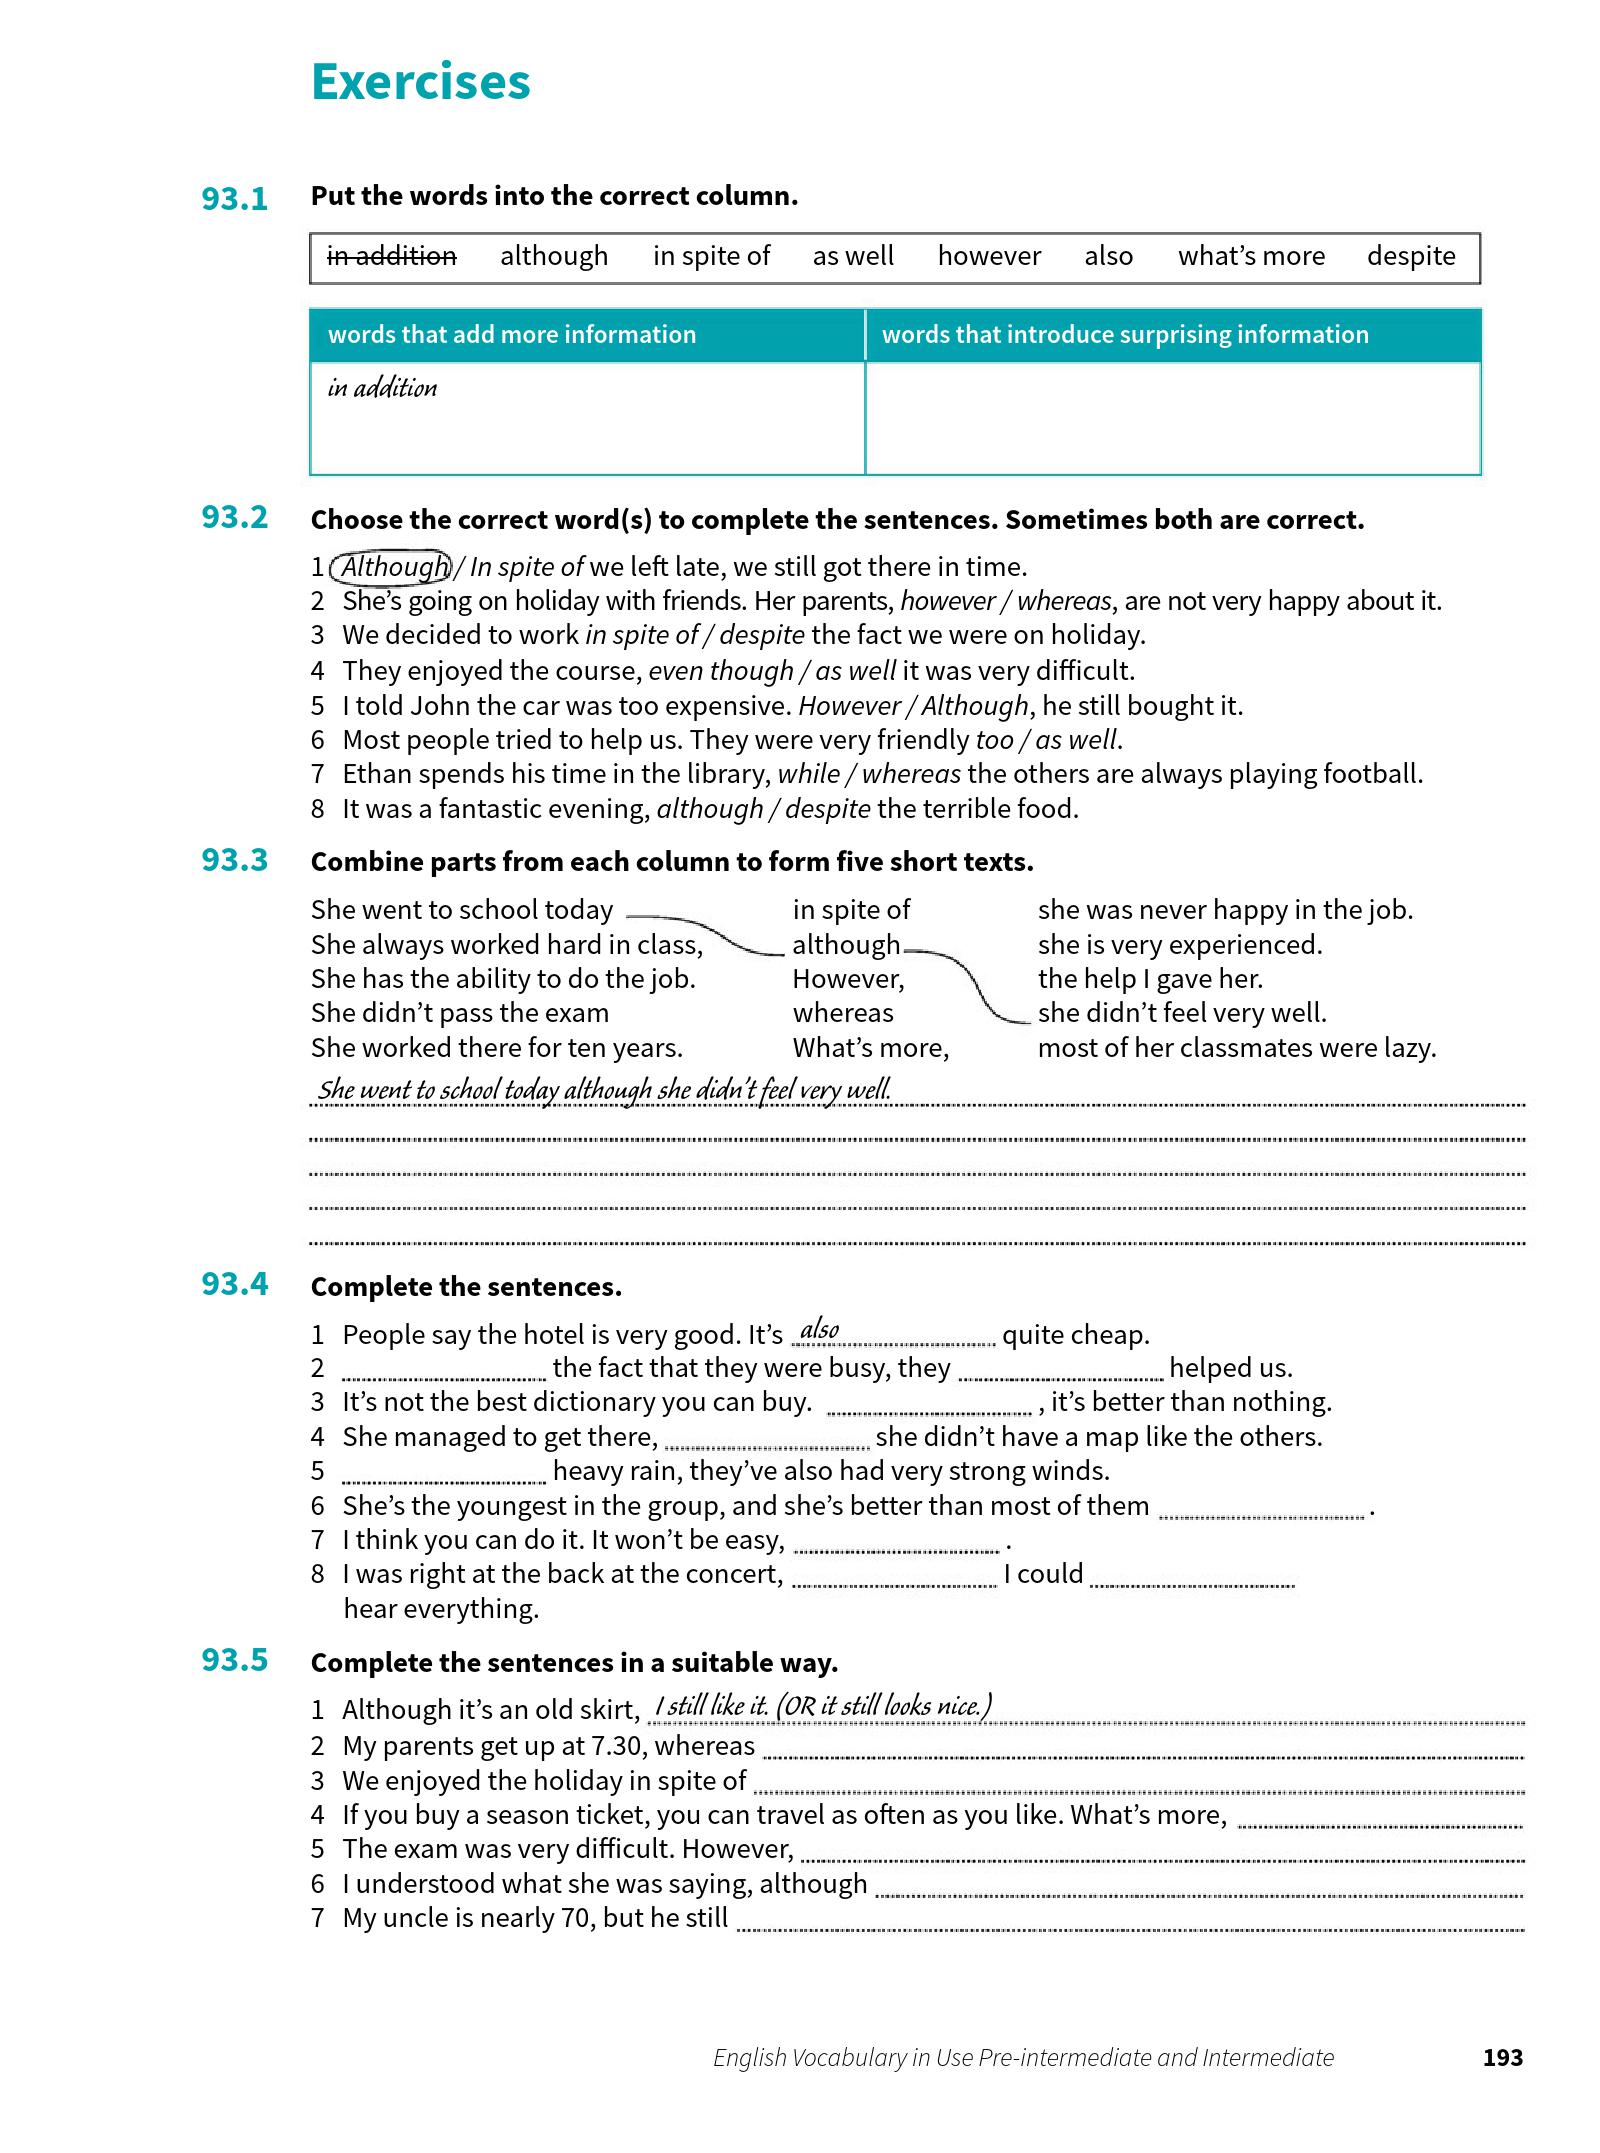 Exercises
93.1 Put the words into the correct column.
in addition although in spite of as well however also what's more despite
words that add more information words that introduce surprising information
in addition
93.2 Choose the correct word(s) to complete the sentences. Sometimes both are correct.
1 Although / In spite of we left late, we still got there in time.
2 She's going on holiday with friends. Her parents, however / whereas, are not very happy about it.
3 We decided to work in spite of / despite the fact we were on holiday.
4 They enjoyed the course, even though / as well it was very difficult.
5 I told John the car was too expensive. However / Although, he still bought it.
6 Most people tried to help us. They were very friendly too / as well.
7 Ethan spends his time in the library, while / whereas the others are always playing football.
8 It was a fantastic evening, although / despite the terrible food.
93.3 Combine parts from each column to form five short texts.
She went to school today in spite of she was never happy in the job.
She always worked hard in class, although she is very experienced.
She has the ability to do the job. However, the help I gave her.
She didn't pass the exam whereas she didn't feel very well.
She worked there for ten years. What's more, most of her classmates were lazy.
She went to school today although she didn't feel very well.
93.4 Complete the sentences.
1 People say the hotel is very good. It's also quite cheap.
2 the fact that they were busy, they helped us.
3 It's not the best dictionary you can buy. , it's better than nothing.
4 She managed to get there, she didn't have a map like the others.
5 heavy rain, they've also had very strong winds.
6 She's the youngest in the group, and she's better than most of them .
7 I think you can do it. It won't be easy, .
8 I was right at the back at the concert, I could
hear everything.
93.5 Complete the sentences in a suitable way.
1 Although it's an old skirt, I still like it. (OR it still looks nice.)
2 My parents get up at 7.30, whereas
3 We enjoyed the holiday in spite of
4 If you buy a season ticket, you can travel as often as you like. What's more,
5 The exam was very difficult. However,
6 I understood what she was saying, although
7 My uncle is nearly 70, but he still
English Vocabulary in Use Pre-intermediate and Intermediate 193